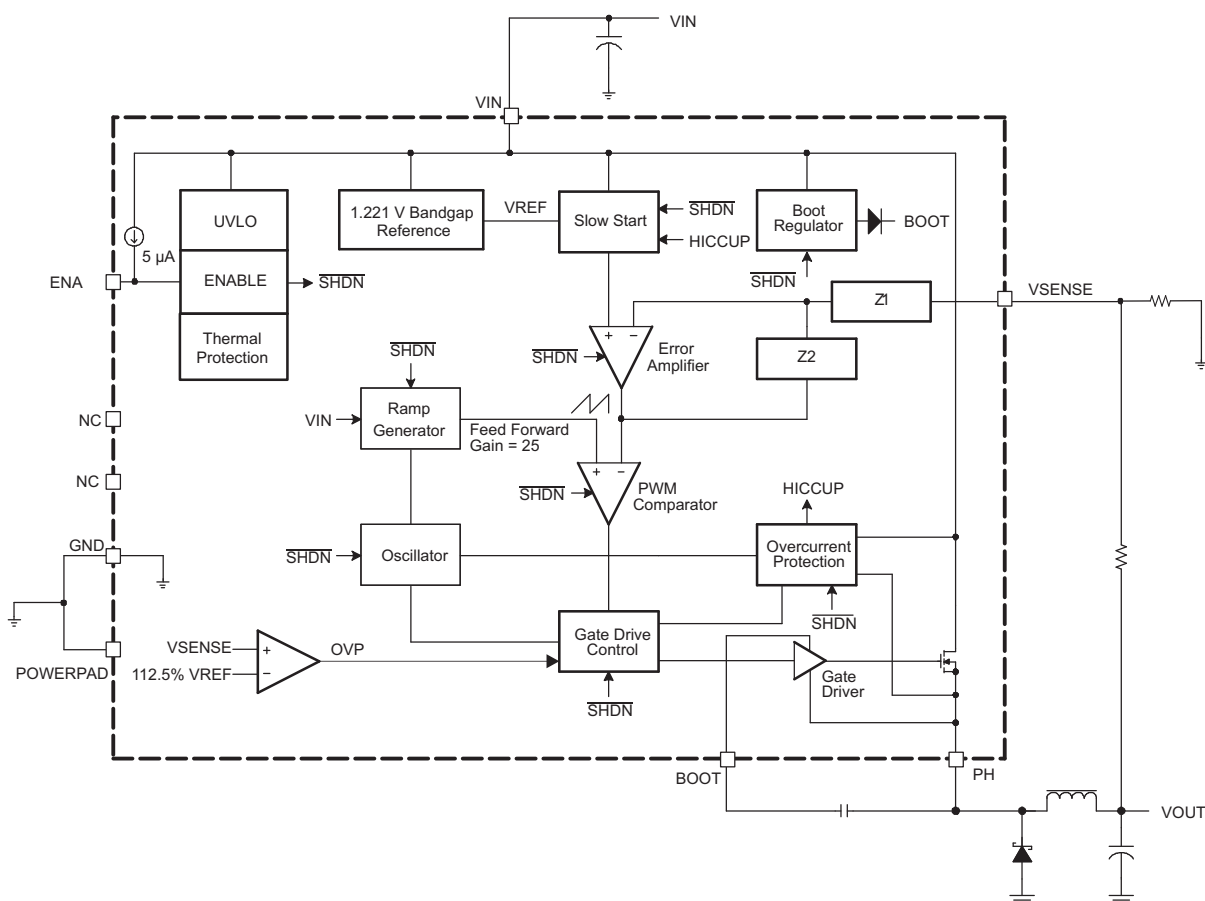 VIN
VIN
UVLO
1.221 V Bandgap
Reference
VREF
Slow Start
SHDN
HICCUP
Boot
Regulator
BOOT
5 µA
ENA
ENABLE
SHDN
SHDN
Z1
VSENSE
Thermal
Protection
SHDN
SHDN
Error
Amplifier
Z2
NC
VIN
Ramp
Generator
Feed Forward
Gain = 25
NC
SHDN
PWM
Comparator
HICCUP
GND
SHDN
Oscillator
Overcurrent
Protection
SHDN
VSENSE
OVP
Gate Drive
Control
POWERPAD
112.5% VREF
Gate
Driver
SHDN
BOOT
PH
VOUT
+
−
+
−
+
−